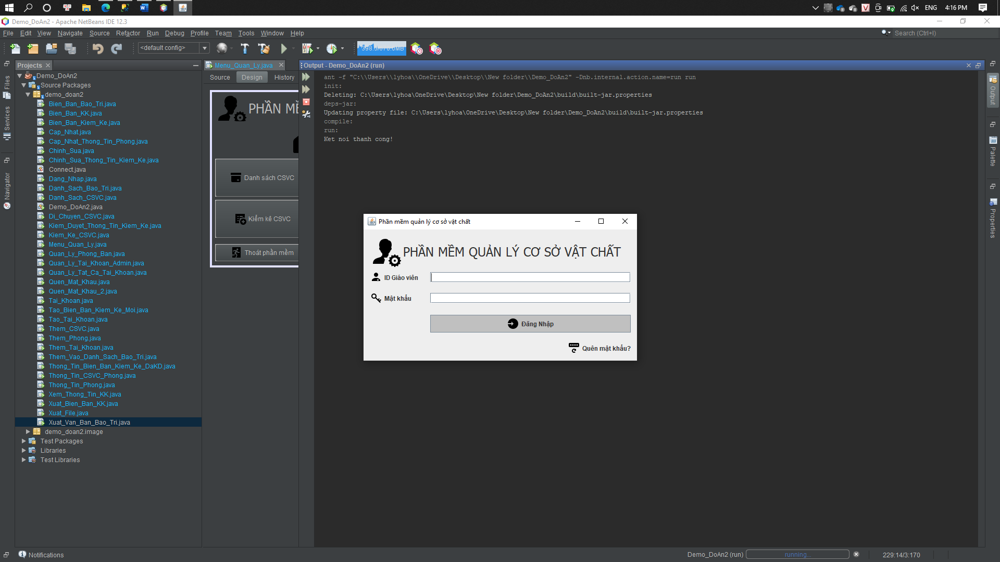 ENG
4:16 PM
Demo_DoAn2 - Apache NetBeans IDE 12.3
File Edit View Navigate Source Refactor Run Debug Profile Team Tools Window Help
Search (Ctrl+I)
<default config>
Projects
Menu_Quan_Ly.java
Output - Demo_DoAn2 (run)
Source Design History
Files
Services
Navigator
Demo_DoAn2
Source Packages
demo_doan2
Bien_Ban_Bao_Tri.java
Bien_Ban_KK.java
Bien_Ban_Kiem_Ke.java
Cap_Nhat.java
Cap_Nhat_Thong_Tin_Phong.java
Chinh_Sua.java
Chinh_Sua_Thong_Tin_Kiem_Ke.java
Connect.java
Dang_Nhap.java
Danh_Sach_Bao_Tri.java
Danh_Sach_CSVC.java
Demo_DoAn2.java
Di_Chuyen_CSVC.java
Kiem_Duyet_Thong_Tin_Kiem_Ke.java
Kiem_Ke_CSVC.java
Menu_Quan_Ly.java
Quan_Ly_Phong_Ban.java
Quan_Ly_Tai_Khoan_Admin.java
Quan_Ly_Tat_Ca_Tai_Khoan.java
Quen_Mat_Khau.java
Quen_Mat_Khau_2.java
Tai_Khoan.java
Tao_Bien_Ban_Kiem_Ke_Moi.java
Tao_Tai_Khoan.java
Them_CSVC.java
Them_Phong.java
Them_Tai_Khoan.java
Them_Vao_Danh_Sach_Bao_Tri.java
Thong_Tin_Bien_Ban_Kiem_Ke_DaKD.java
Thong_Tin_CSVC_Phong.java
Thong_Tin_Phong.java
Xem_Thong_Tin_KK.java
Xuat_Bien_Ban_KK.java
Xuat_File.java
Xuat_Van_Ban_Bao_Tri.java
demo_doan2.image
Test Packages
Libraries
Test Libraries
PHẦN MỀ
Danh sách CSVC
Kiểm kê CSVC
Thoát phần mềm
ant -f "C:\\Users\\lyhoa\\OneDrive\\Desktop\\New folder\\Demo_DoAn2" -Dnb.internal.action.name=run run
init:
Deleting: C:\Users\lyhoa\OneDrive\Desktop\New folder\Demo_DoAn2\build\built-jar.properties
deps-jar:
Updating property file: C:\Users\lyhoa\OneDrive\Desktop\New folder\Demo_DoAn2\build\built-jar.properties
compile:
run:
Ket noi thanh cong!
Phần mềm quản lý cơ sở vật chất
PHẦN MỀM QUẢN LÝ CƠ SỞ VẬT CHẤT
ID Giáo viên
Mật khẩu
Đăng Nhập
Quên mật khẩu?
Output
Palette
Properties
Notifications
Demo_DoAn2 (run)
running...
229:14/3:170